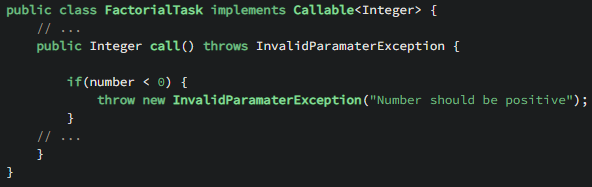 public class FactorialTask implements Callable<Integer> {
    // ...
    public Integer call() throws InvalidParamaterException {

        if(number < 0) {
            throw new InvalidParamaterException("Number should be positive");
        }
    // ...
    }
}